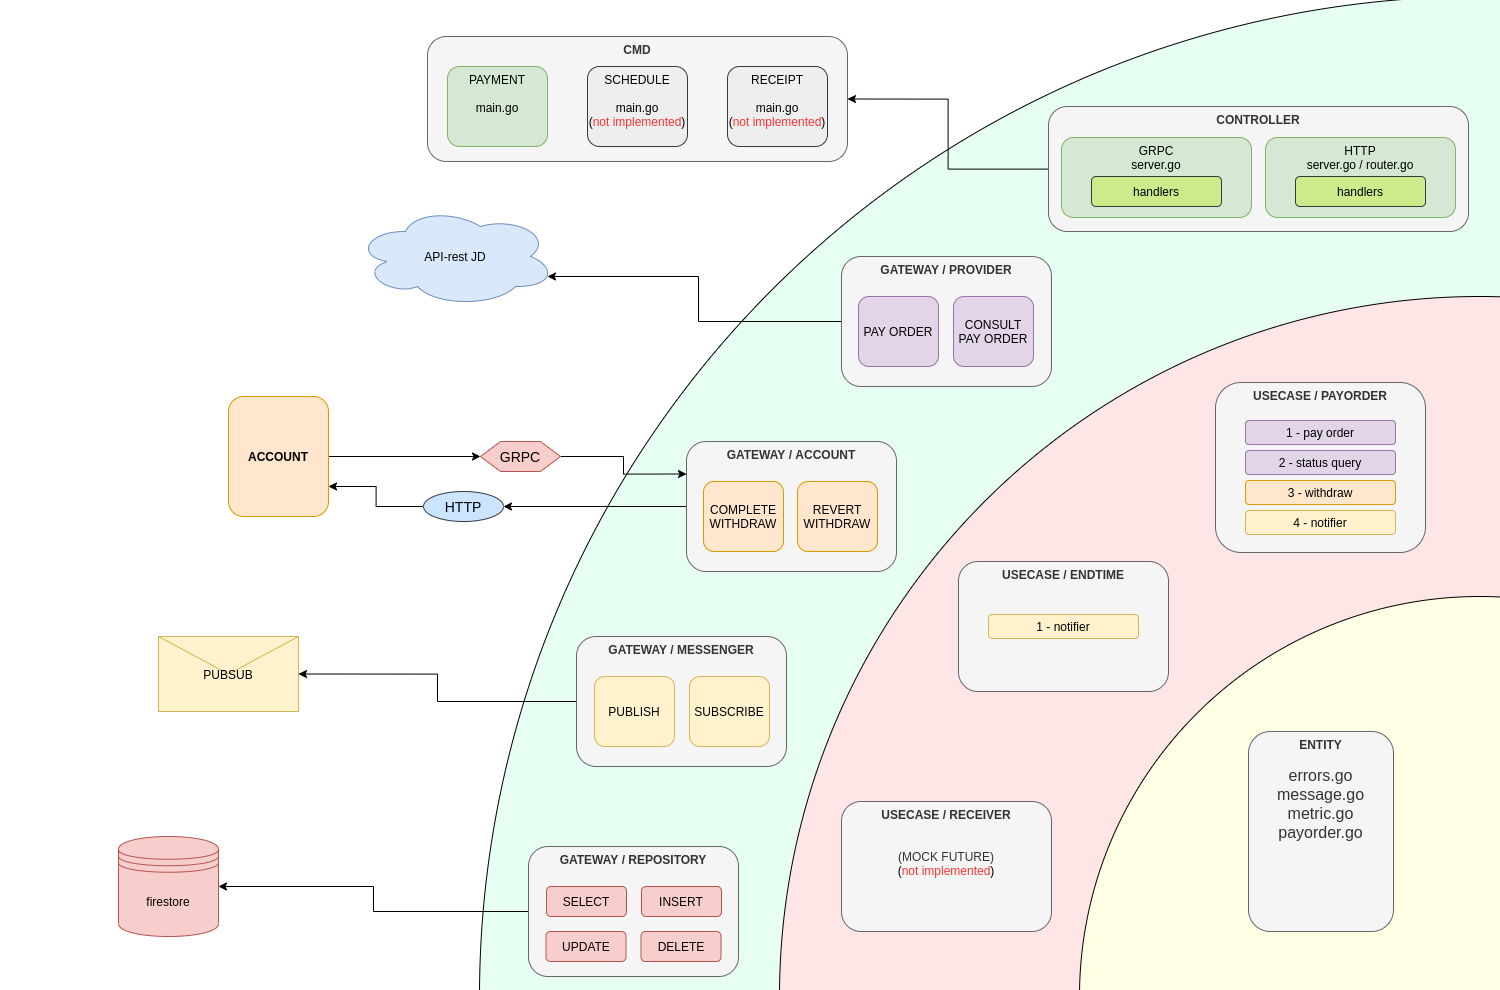 CMD
PAYMENT
main.go
SCHEDULE
main.go
(not implemented)
RECEIPT
main.go
(not implemented)
CONTROLLER
GRPC
server.go
handlers
HTTP
server.go / router.go
handlers
API-rest JD
GATEWAY / PROVIDER
PAY ORDER
CONSULT
PAY ORDER
USECASE / PAYORDER
1 - pay order
2 - status query
3 - withdraw
4 - notifier
ACCOUNT
GRPC
HTTP
GATEWAY / ACCOUNT
COMPLETE
WITHDRAW
REVERT
WITHDRAW
USECASE / ENDTIME
1 - notifier
PUBSUB
GATEWAY / MESSENGER
PUBLISH
SUBSCRIBE
ENTITY
errors.go
message.go
metric.go
payorder.go
USECASE / RECEIVER
(MOCK FUTURE)
(not implemented)
firestore
GATEWAY / REPOSITORY
SELECT
INSERT
UPDATE
DELETE